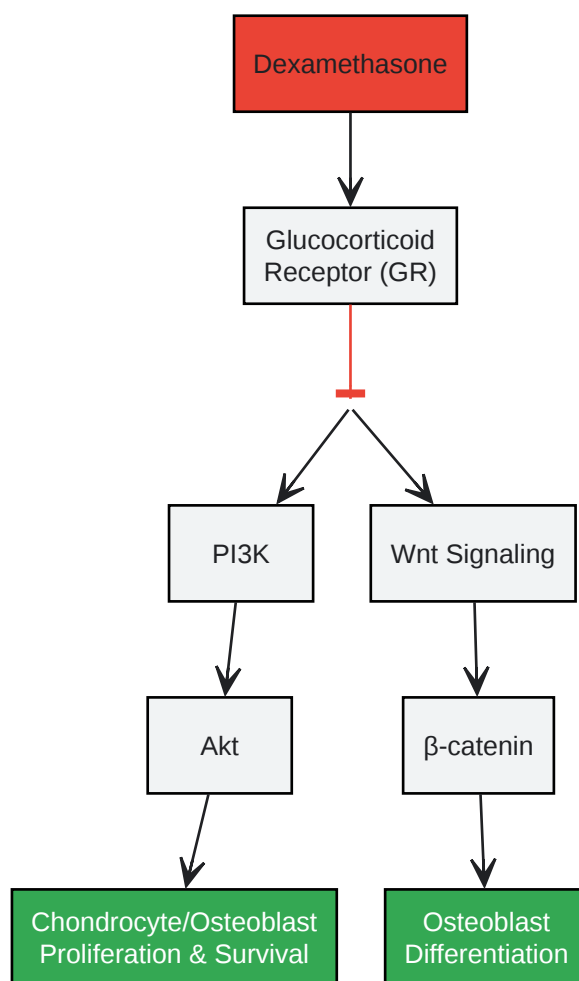 Dexamethasone
Glucocorticoid
Receptor (GR)
PI3K
Wnt Signaling
Akt
β-catenin
Chondrocyte/Osteoblast
Proliferation & Survival
Osteoblast
Differentiation